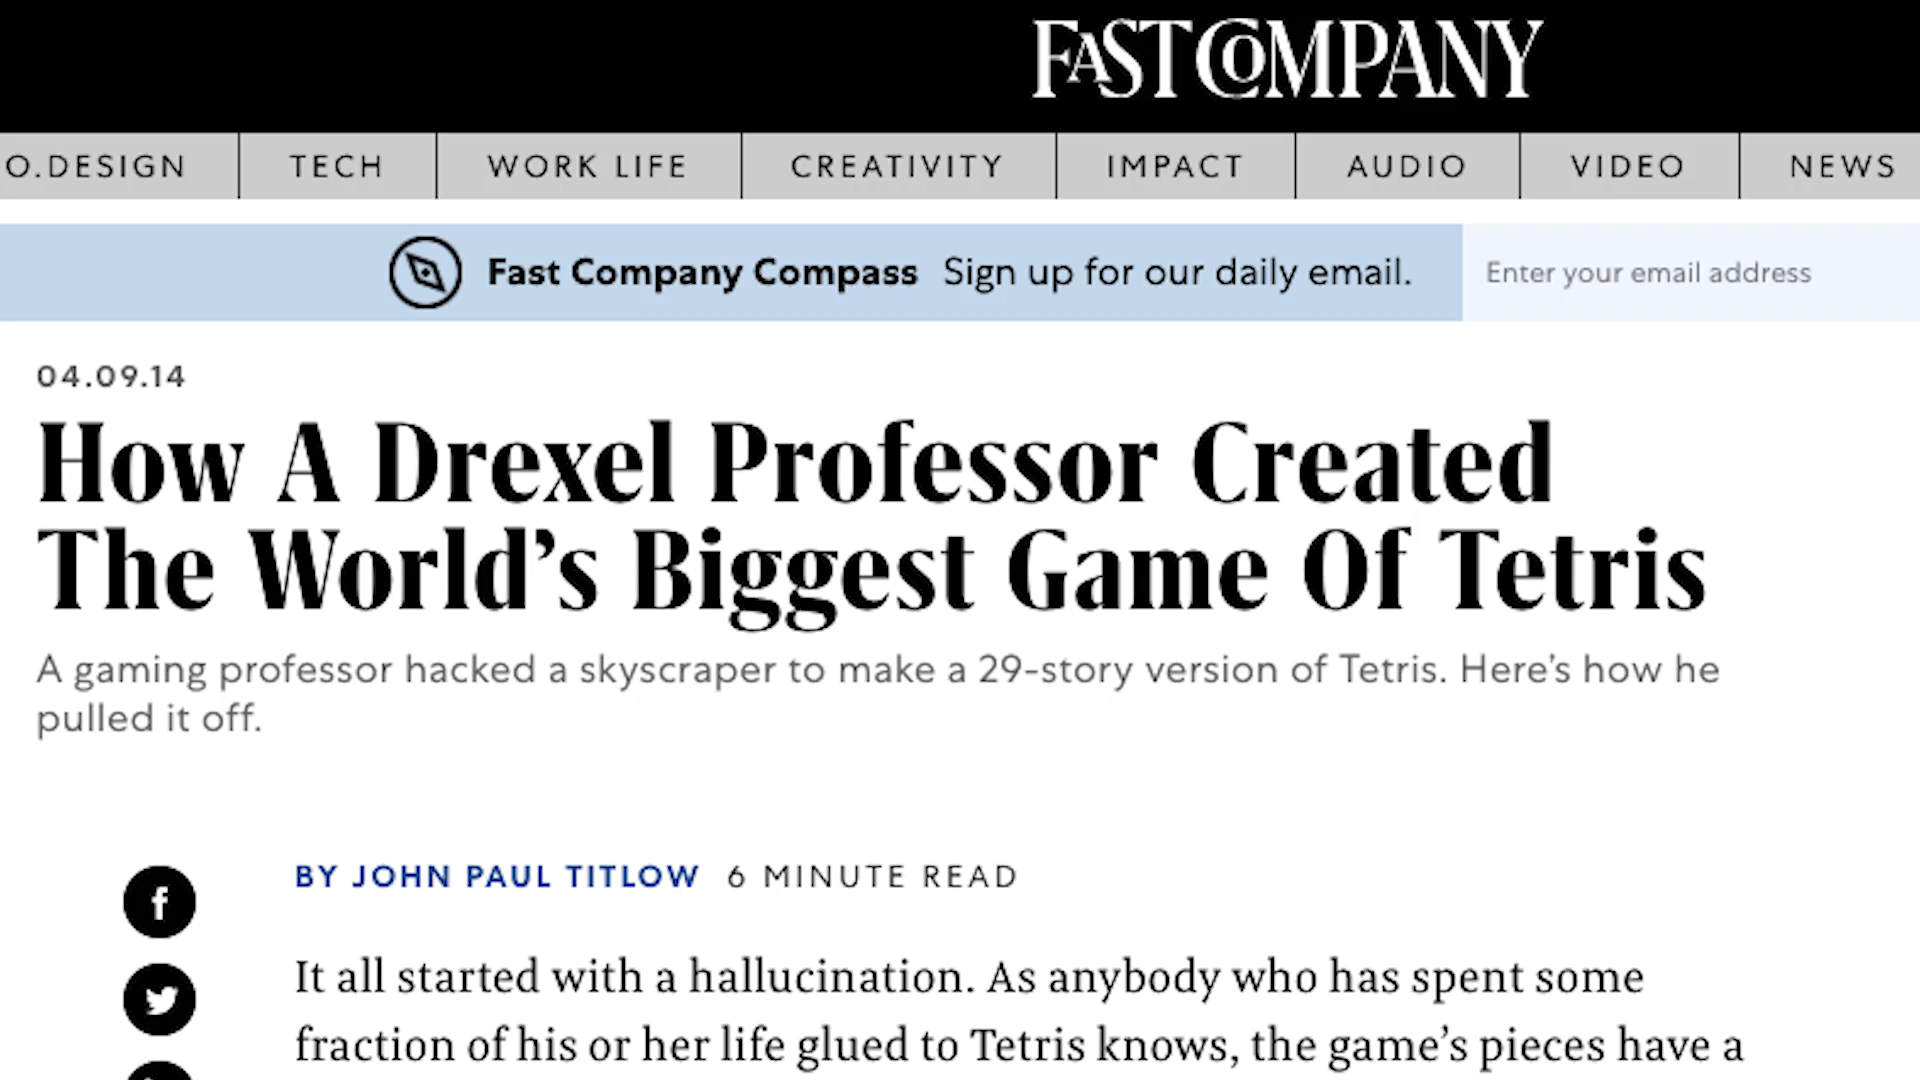 FAST COMPANY
O.DESIGN TECH WORK LIFE CREATIVITY IMPACT AUDIO VIDEO NEWS
Fast Company Compass Sign up for our daily email. Enter your email address
04.09.14
How A Drexel Professor Created
The World’s Biggest Game Of Tetris
A gaming professor hacked a skyscraper to make a 29-story version of Tetris. Here’s how he
pulled it off.
BY JOHN PAUL TITLOW 6 MINUTE READ
It all started with a hallucination. As anybody who has spent some
fraction of his or her life glued to Tetris knows, the game’s pieces have a